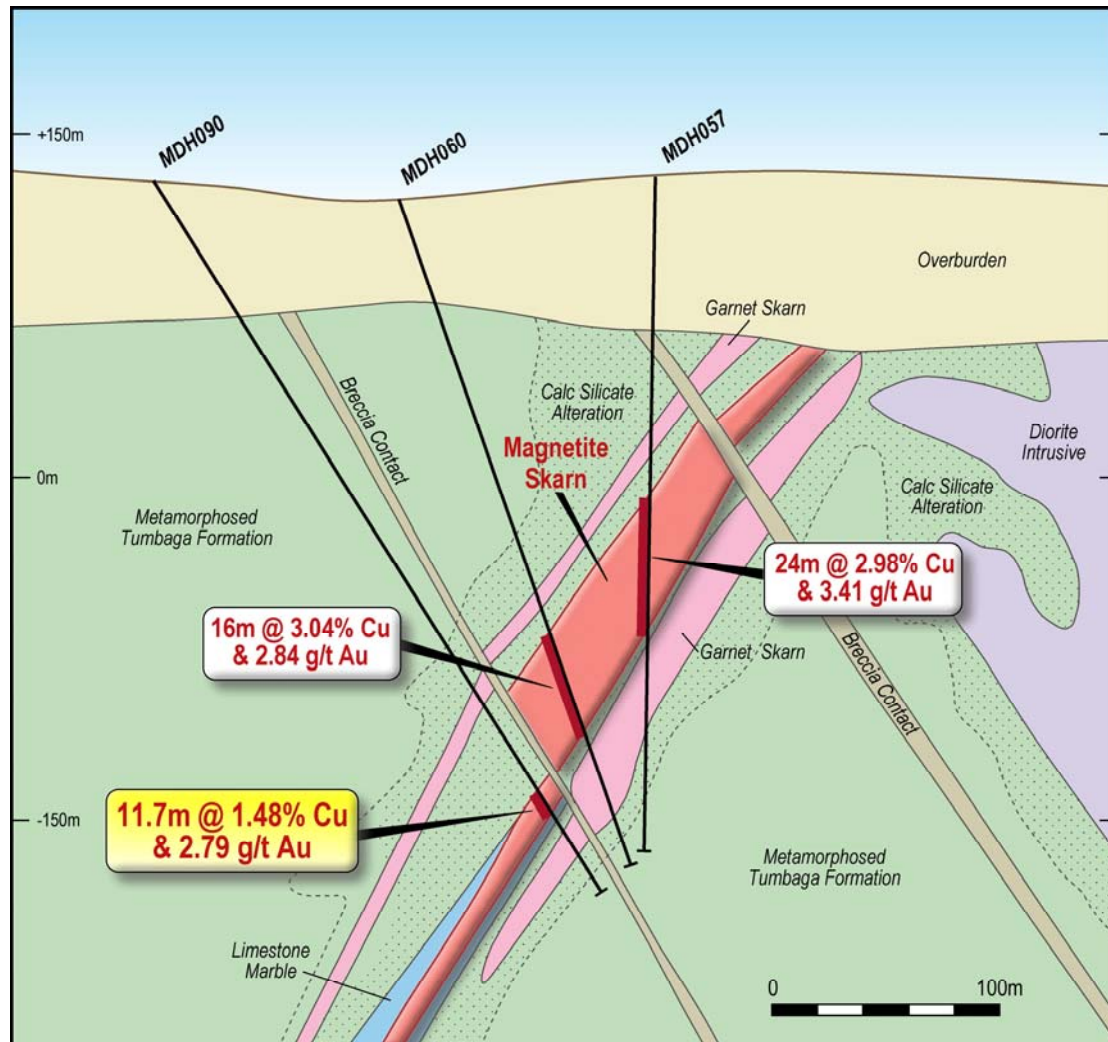 +150m
MDH090
MDH060
MDH057
Overburden
Garnet Skarn
Breccia Contact
Calc Silicate
Alteration
Diorite
Intrusive
Magnetite
Skarn
0m
Calc Silicate
Alteration
Metamorphosed
Tumbaga Formation
24m @ 2.98% Cu
& 3.41 g/t Au
16m @ 3.04% Cu
& 2.84 g/t Au
Garnet Skarn
Breccia Contact
11.7m @ 1.48% Cu
& 2.79 g/t Au
-150m
Metamorphosed
Tumbaga Formation
Limestone
Marble
0
100m